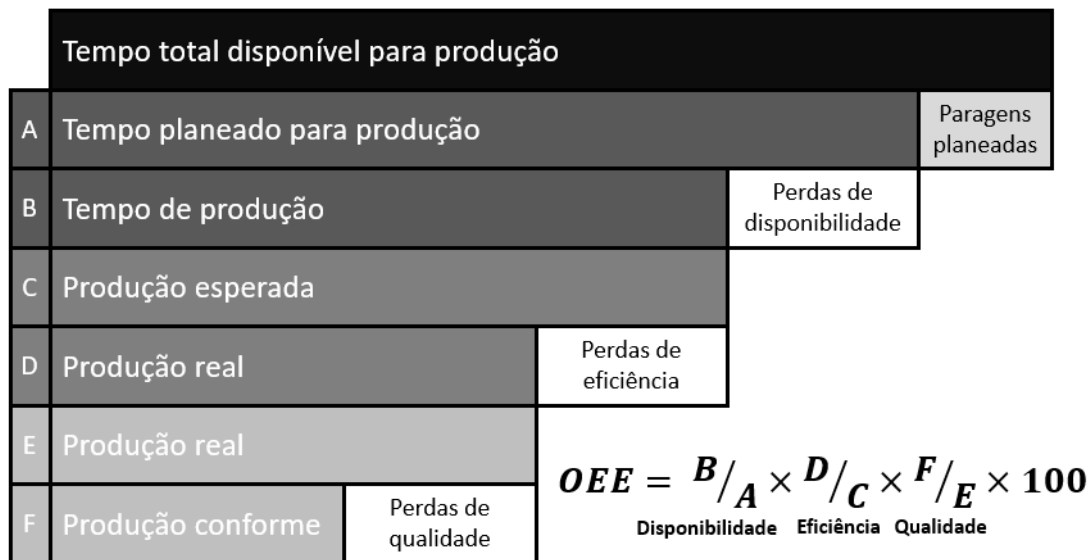 Tempo total disponível para produção
A Tempo planeado para produção
Paragens
planeadas
B Tempo de produção
Perdas de
disponibilidade
C Produção esperada
D Produção real
Perdas de
eficiência
E Produção real
F Produção conforme
Perdas de
qualidade
OEE = B/A × D/C × F/E × 100
Disponibilidade Eficiência Qualidade